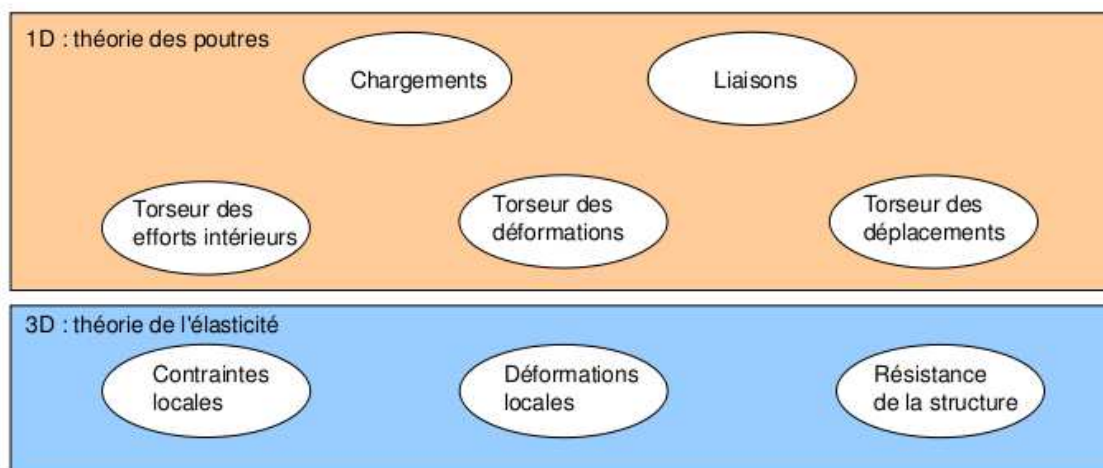 1D : théorie des poutres
Chargements
Liaisons
Torseur des
efforts intérieurs
Torseur des
déformations
Torseur des
déplacements
3D : théorie de l'élasticité
Contraintes
locales
Déformations
locales
Résistance
de la structure